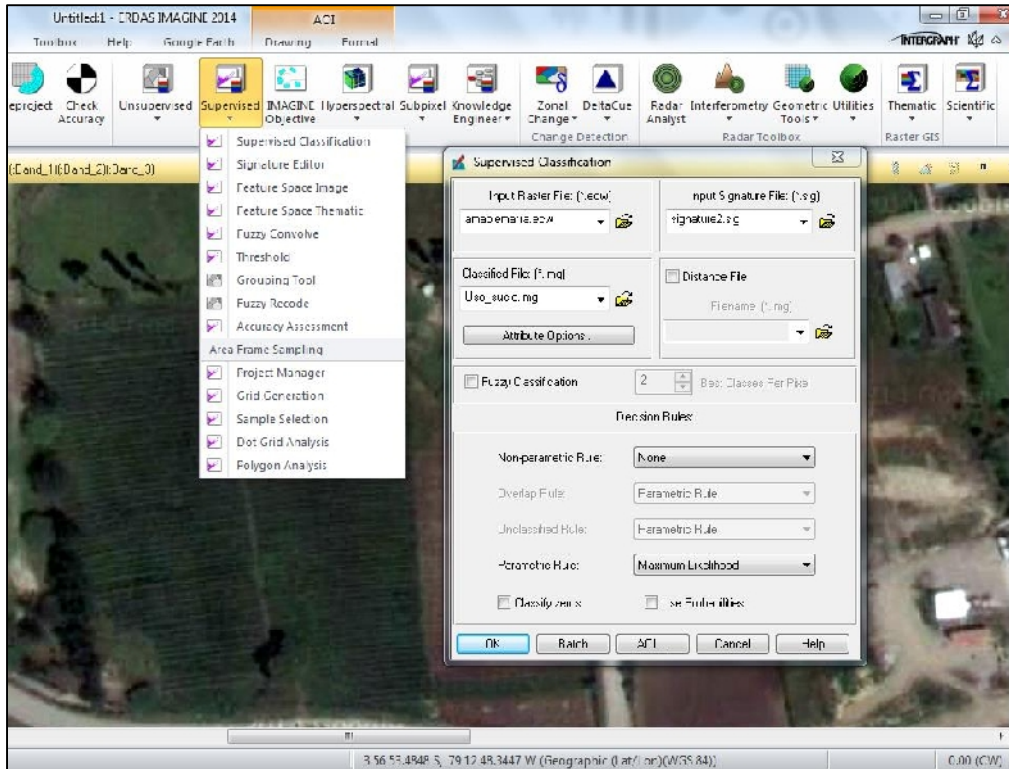 Untitled:1 - ERDAS IMAGINE 2014
AOI
Toolbox
Help
Google Earth
Drawing
Format
INTERGRAPH
eproject
Check Accuracy
Unsupervised
Supervised
IMAGINE Objective
Hyperspectral
Subpixel
Knowledge Engineer
Zonal Change
DeltaCue
Radar Analyst
Interferometry
Geometric Tools
Utilities
Thematic
Scientific
Change Detection
Radar Toolbox
Raster GIS
(:Band_1)(:Band_2)(:Band_3)
Supervised Classification
Signature Editor
Feature Space Image
Feature Space Thematic
Fuzzy Convolve
Threshold
Grouping Tool
Fuzzy Recode
Accuracy Assessment
Area Frame Sampling
Project Manager
Grid Generation
Sample Selection
Dot Grid Analysis
Polygon Analysis
Supervised Classification
Input Raster File: (*.ecw)
Input Signature File: (*.sig)
signature2.sig
Classified File: (*.img)
Distance File
Filename: (*.img)
Attribute Options...
Fuzzy Classification
2
Best Classes Per Pixel
Decision Rules:
Non-parametric Rule:
None
Overlap Rule:
Parametric Rule
Unclassified Rule:
Parametric Rule
Parametric Rule:
Maximum Likelihood
Classify zeros
Use Probabilities
OK
Batch
AOI...
Cancel
Help
(Geographic (Lat/Lon)(WGS 84))
0.00 (CW)